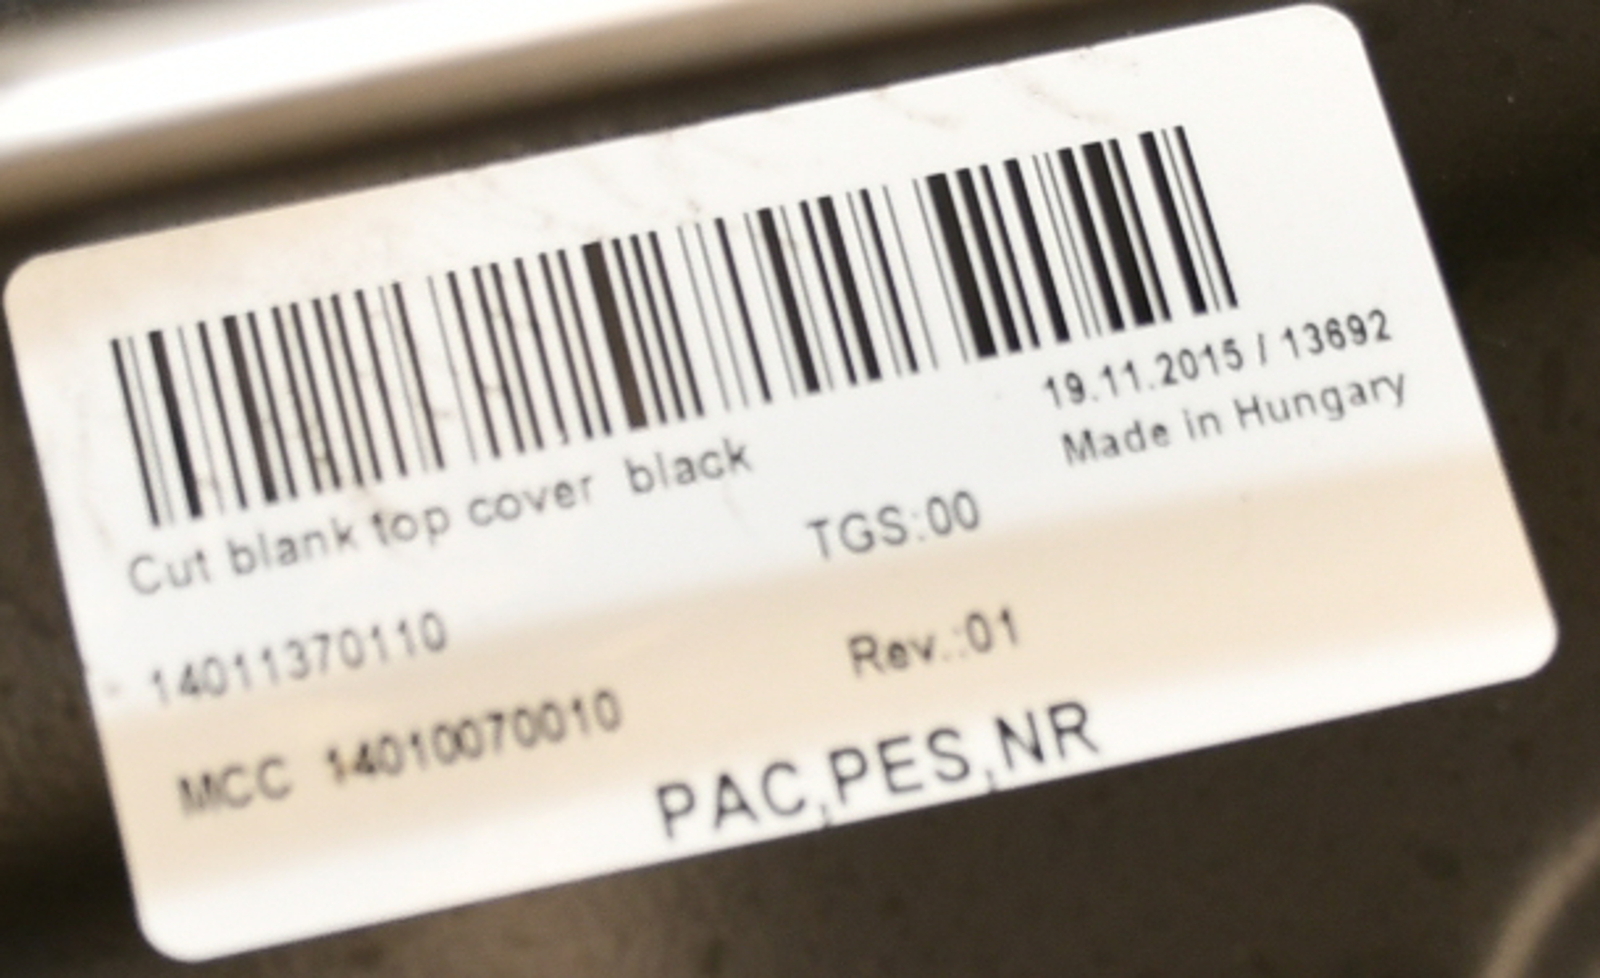 19.11.2015 / 13692
Made in Hungary
Cut blank top cover black
TGS:00
14011370110
Rev.:01
MCC 14010070010
PAC,PES,NR